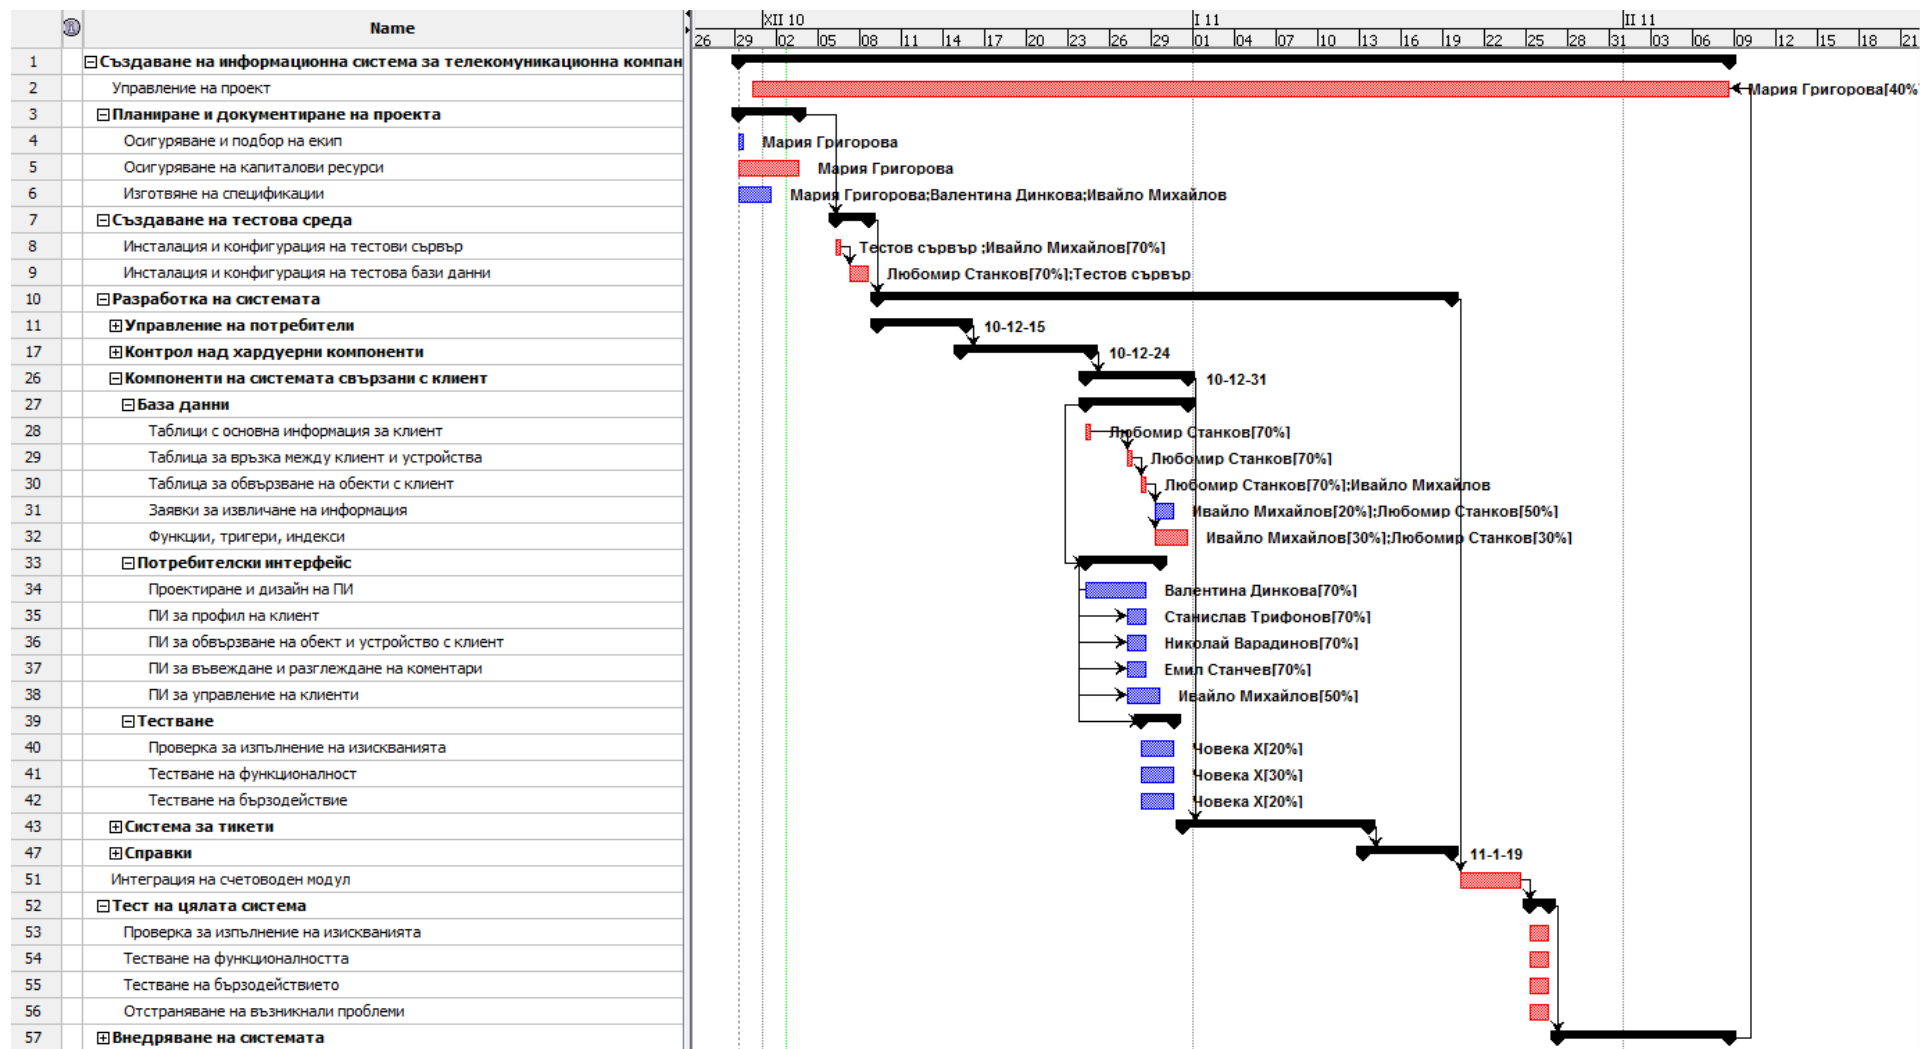 Name
XII 10 I 11 II 11
26 29 02 05 08 11 14 17 20 23 26 29 01 04 07 10 13 16 19 22 25 28 31 03 06 09 12 15 18 21
1 Създаване на информационна система за телекомуникационна компан
2 Управление на проект Мария Григорова[40%
3 Планиране и документиране на проекта
4 Осигуряване и подбор на екип Мария Григорова
5 Осигуряване на капиталови ресурси Мария Григорова
6 Изготвяне на спецификации Мария Григорова;Валентина Динкова;Ивайло Михайлов
7 Създаване на тестова среда
8 Инсталация и конфигурация на тестови сървър Тестов сървър ;Ивайло Михайлов[70%]
9 Инсталация и конфигурация на тестова бази данни Любомир Станков[70%];Тестов сървър
10 Разработка на системата
11 Управление на потребители 10-12-15
17 Контрол над хардуерни компоненти 10-12-24
26 Компоненти на системата свързани с клиент 10-12-31
27 База данни
28 Таблици с основна информация за клиент Любомир Станков[70%]
29 Таблица за връзка между клиент и устройства Любомир Станков[70%]
30 Таблица за обвързване на обекти с клиент Любомир Станков[70%];Ивайло Михайлов
31 Заявки за извличане на информация Ивайло Михайлов[20%];Любомир Станков[50%]
32 Функции, тригери, индекси Ивайло Михайлов[30%];Любомир Станков[30%]
33 Потребителски интерфейс
34 Проектиране и дизайн на ПИ Валентина Динкова[70%]
35 ПИ за профил на клиент Станислав Трифонов[70%]
36 ПИ за обвързване на обект и устройство с клиент Николай Варадинов[70%]
37 ПИ за въвеждане и разглеждане на коментари Емил Станчев[70%]
38 ПИ за управление на клиенти Ивайло Михайлов[50%]
39 Тестване
40 Проверка за изпълнение на изискванията Човека X[20%]
41 Тестване на функционалност Човека X[30%]
42 Тестване на бързодействие Човека X[20%]
43 Система за тикети
47 Справки 11-1-19
51 Интеграция на счетоводен модул
52 Тест на цялата система
53 Проверка за изпълнение на изискванията
54 Тестване на функционалността
55 Тестване на бързодействието
56 Отстраняване на възникнали проблеми
57 Внедряване на системата